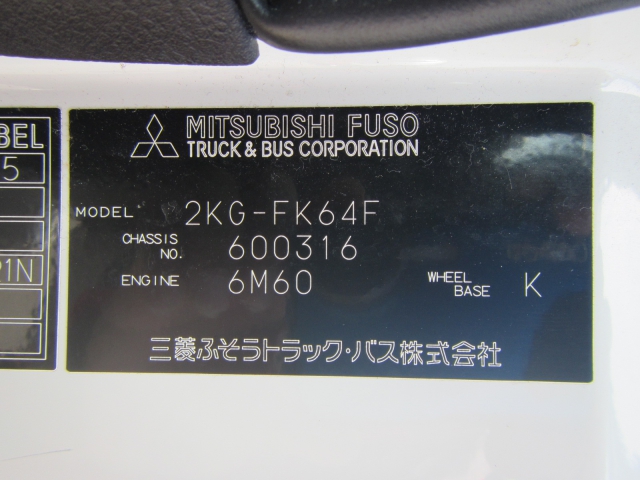 BEL
5
91N
MITSUBISHI FUSO
TRUCK & BUS CORPORATION
MODEL 2KG-FK64F
CHASSIS NO. 600316
ENGINE 6M60 WHEEL BASE K
三菱ふそうトラック・バス株式会社